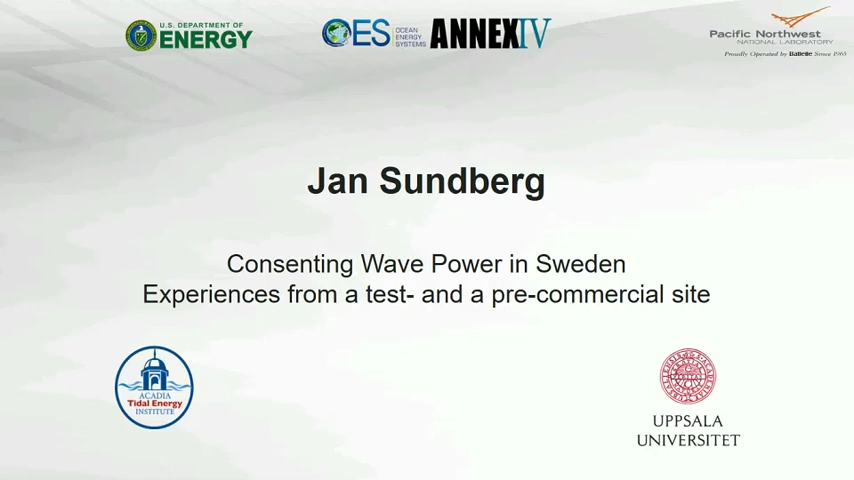 U.S. DEPARTMENT OF
ENERGY
OES
OCEAN
ENERGY
SYSTEMS
ANNEX IV
Pacific Northwest
NATIONAL LABORATORY
Proudly Operated by Battelle Since 1965
Jan Sundberg
Consenting Wave Power in Sweden
Experiences from a test- and a pre-commercial site
ACADIA
Tidal Energy
INSTITUTE
UPPSALA
UNIVERSITET